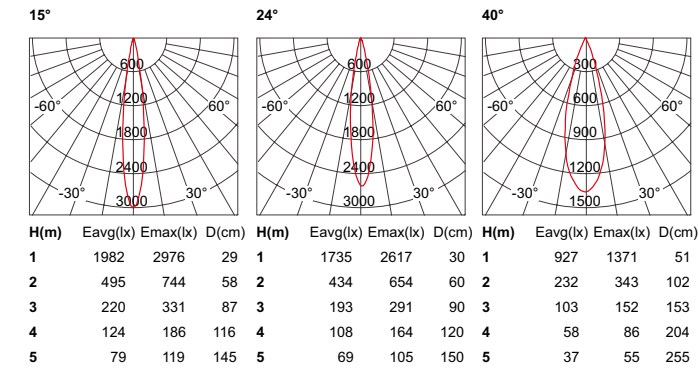 15° 24° 40°
600 600 300
1200 1200 600
-60° 60° -60° 60° -60° 60°
1800 1800 900
2400 2400 1200
-30° 30° -30° 30° -30° 30°
3000 3000 1500
H(m) Eavg(lx) Emax(lx) D(cm) H(m) Eavg(lx) Emax(lx) D(cm) H(m) Eavg(lx) Emax(lx) D(cm)
1 1982 2976 29 1 1735 2617 30 1 927 1371 51
2 495 744 58 2 434 654 60 2 232 343 102
3 220 331 87 3 193 291 90 3 103 152 153
4 124 186 116 4 108 164 120 4 58 86 204
5 79 119 145 5 69 105 150 5 37 55 255